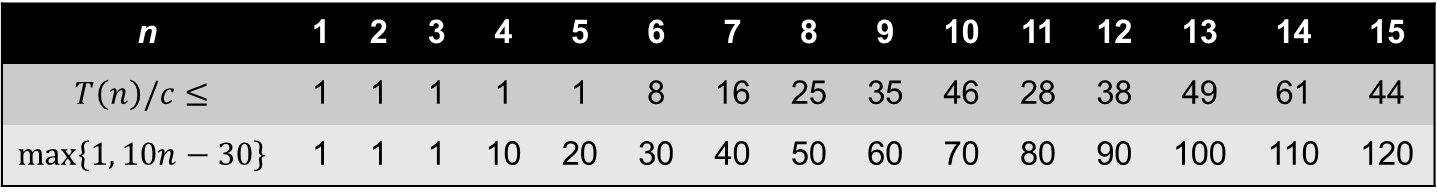 n 1 2 3 4 5 6 7 8 9 10 11 12 13 14 15
T(n)/c ≤ 1 1 1 1 1 8 16 25 35 46 28 38 49 61 44
max{1, 10n − 30} 1 1 1 10 20 30 40 50 60 70 80 90 100 110 120